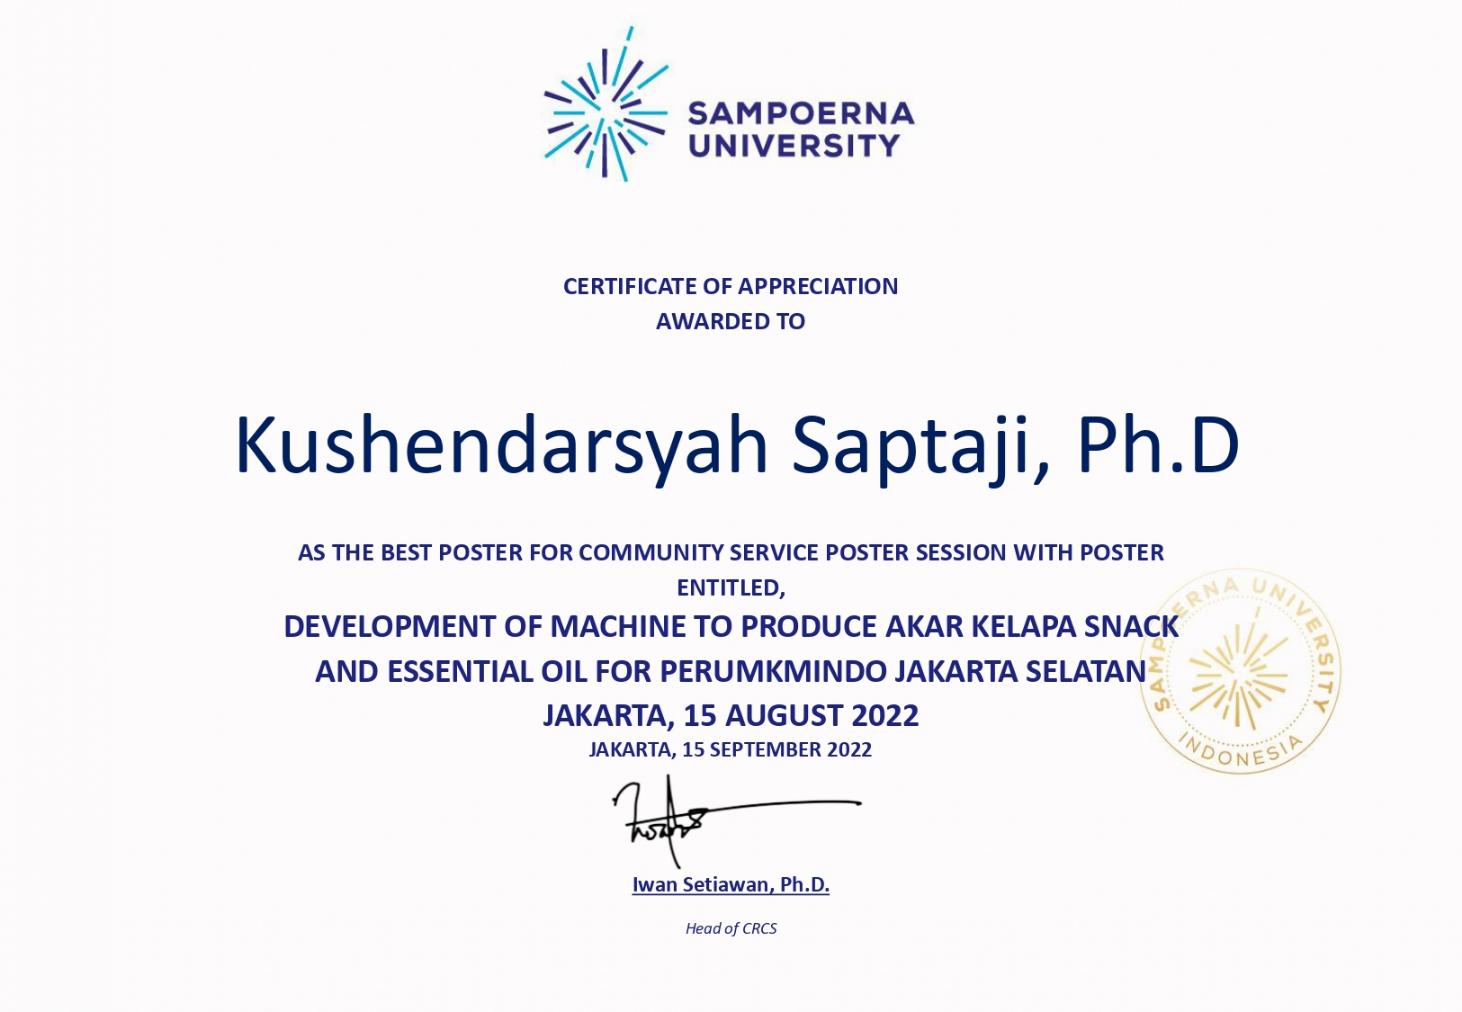 SAMPOERNA
UNIVERSITY
CERTIFICATE OF APPRECIATION
AWARDED TO
Kushendarsyah Saptaji, Ph.D
AS THE BEST POSTER FOR COMMUNITY SERVICE POSTER SESSION WITH POSTER
ENTITLED,
DEVELOPMENT OF MACHINE TO PRODUCE AKAR KELAPA SNACK
AND ESSENTIAL OIL FOR PERUMKMINDO JAKARTA SELATAN
JAKARTA, 15 AUGUST 2022
JAKARTA, 15 SEPTEMBER 2022
SAMPOERNA UNIVERSITY
INDONESIA
Iwan Setiawan, Ph.D.
Head of CRCS